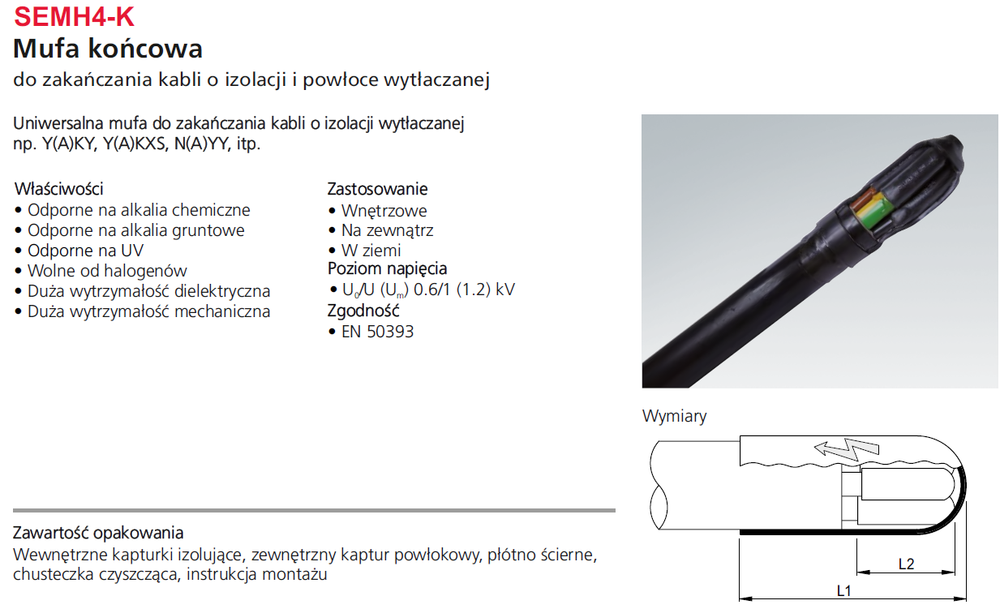 SEMH4-K
Mufa końcowa
do zakańczania kabli o izolacji i powłoce wytłaczanej
Uniwersalna mufa do zakańczania kabli o izolacji wytłaczanej
np. Y(A)KY, Y(A)KXS, N(A)YY, itp.
Właściwości
• Odporne na alkalia chemiczne
• Odporne na alkalia gruntowe
• Odporne na UV
• Wolne od halogenów
• Duża wytrzymałość dielektryczna
• Duża wytrzymałość mechaniczna
Zastosowanie
• Wnętrzowe
• Na zewnątrz
• W ziemi
Poziom napięcia
• U0/U (Um) 0.6/1 (1.2) kV
Zgodność
• EN 50393
Wymiary
L2
L1
Zawartość opakowania
Wewnętrzne kapturki izolujące, zewnętrzny kaptur powłokowy, płótno ścierne,
chusteczka czyszcząca, instrukcja montażu